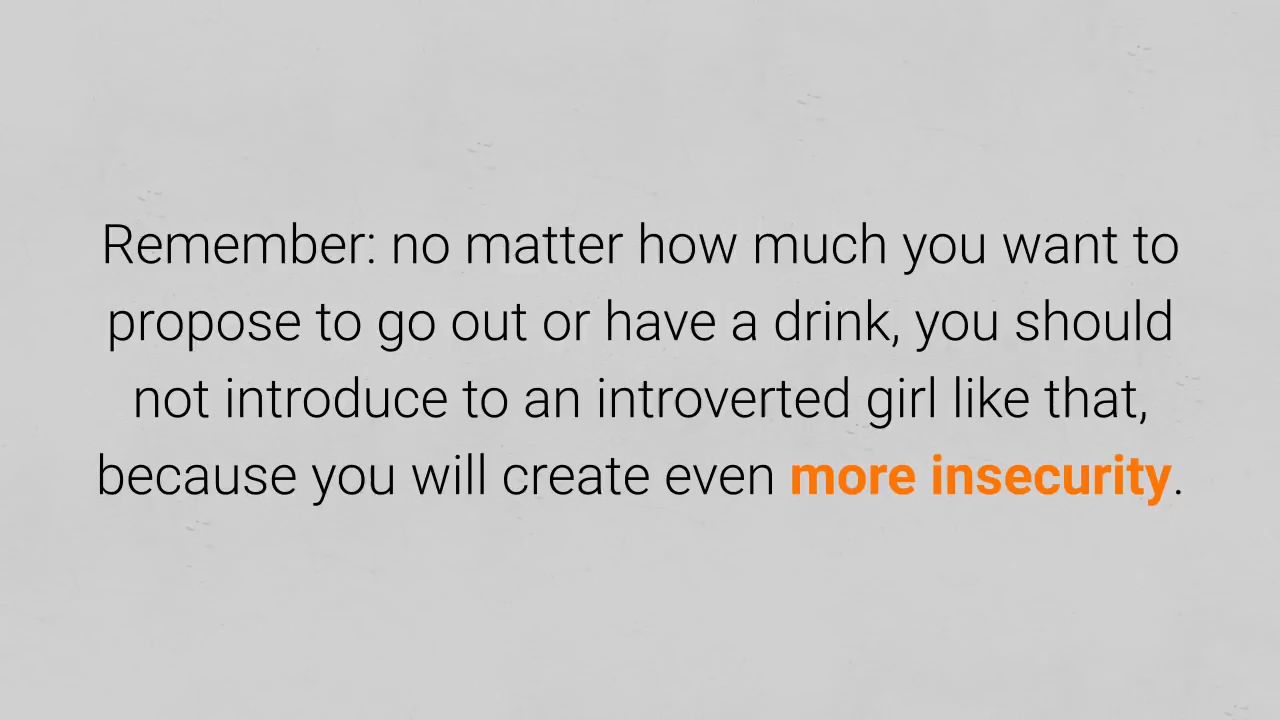 Remember: no matter how much you want to
propose to go out or have a drink, you should
not introduce to an introverted girl like that,
because you will create even more insecurity.